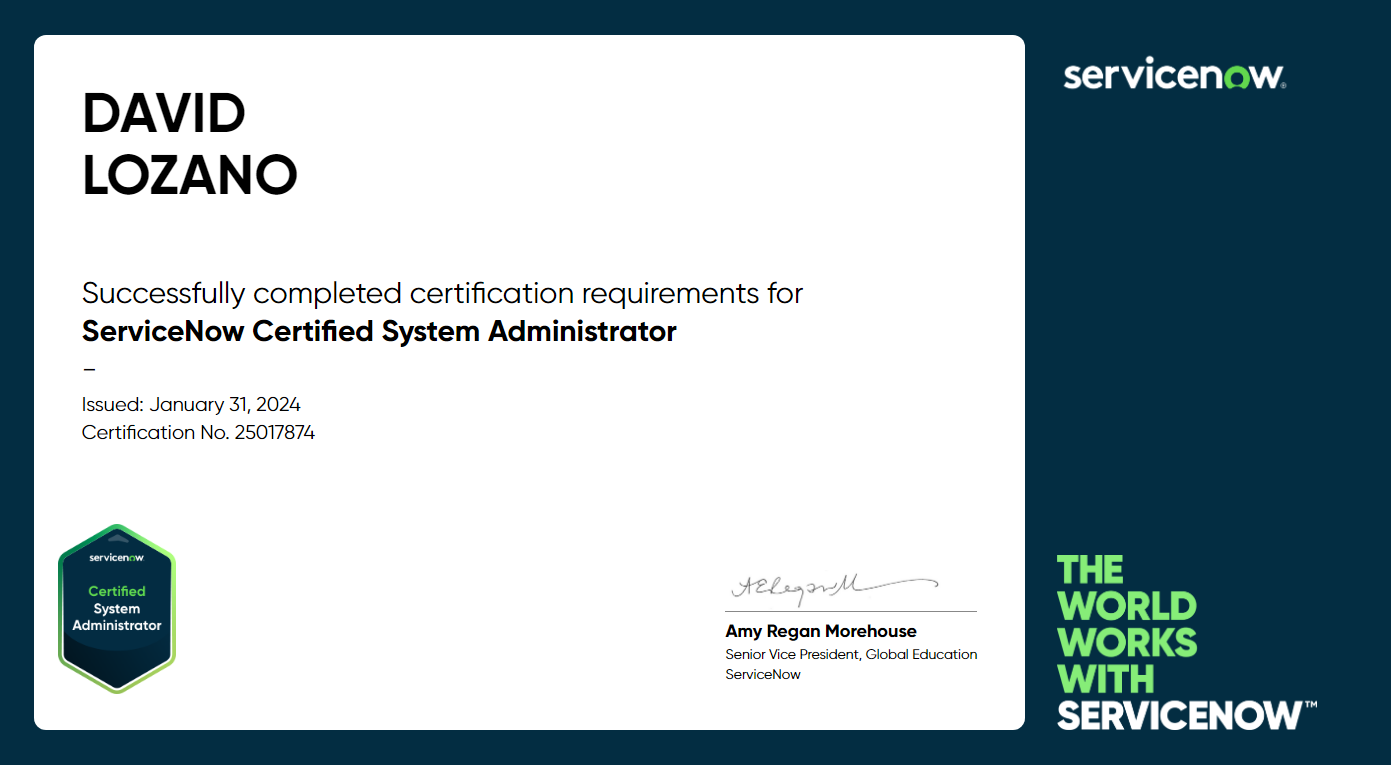 DAVID
LOZANO
Successfully completed certification requirements for
ServiceNow Certified System Administrator
–
Issued: January 31, 2024
Certification No. 25017874
servicenow
Certified
System
Administrator
Amy Regan Morehouse
Senior Vice President, Global Education
ServiceNow
servicenow®
THE
WORLD
WORKS
WITH
SERVICENOW™